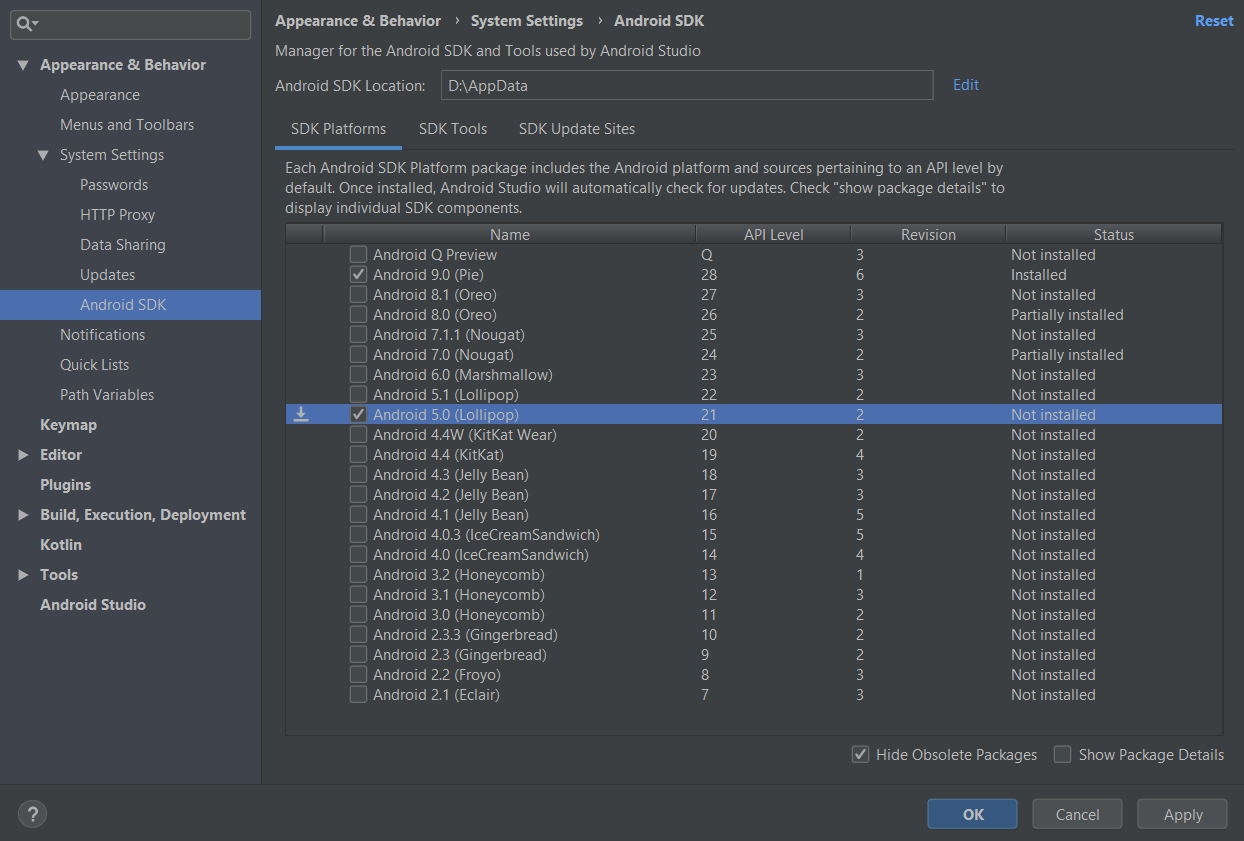 Appearance & Behavior › System Settings › Android SDK Reset
Manager for the Android SDK and Tools used by Android Studio
Android SDK Location: D:\AppData Edit
Appearance & Behavior
Appearance
Menus and Toolbars
System Settings
Passwords
HTTP Proxy
Data Sharing
Updates
Android SDK
Notifications
Quick Lists
Path Variables
Keymap
Editor
Plugins
Build, Execution, Deployment
Kotlin
Tools
Android Studio
SDK Platforms SDK Tools SDK Update Sites
Each Android SDK Platform package includes the Android platform and sources pertaining to an API level by
default. Once installed, Android Studio will automatically check for updates. Check "show package details" to
display individual SDK components.
Name API Level Revision Status
Android Q Preview Q 3 Not installed
Android 9.0 (Pie) 28 6 Installed
Android 8.1 (Oreo) 27 3 Not installed
Android 8.0 (Oreo) 26 2 Partially installed
Android 7.1.1 (Nougat) 25 3 Not installed
Android 7.0 (Nougat) 24 2 Partially installed
Android 6.0 (Marshmallow) 23 3 Not installed
Android 5.1 (Lollipop) 22 2 Not installed
Android 5.0 (Lollipop) 21 2 Not installed
Android 4.4W (KitKat Wear) 20 2 Not installed
Android 4.4 (KitKat) 19 4 Not installed
Android 4.3 (Jelly Bean) 18 3 Not installed
Android 4.2 (Jelly Bean) 17 3 Not installed
Android 4.1 (Jelly Bean) 16 5 Not installed
Android 4.0.3 (IceCreamSandwich) 15 5 Not installed
Android 4.0 (IceCreamSandwich) 14 4 Not installed
Android 3.2 (Honeycomb) 13 1 Not installed
Android 3.1 (Honeycomb) 12 3 Not installed
Android 3.0 (Honeycomb) 11 2 Not installed
Android 2.3.3 (Gingerbread) 10 2 Not installed
Android 2.3 (Gingerbread) 9 2 Not installed
Android 2.2 (Froyo) 8 3 Not installed
Android 2.1 (Eclair) 7 3 Not installed
Hide Obsolete Packages Show Package Details
? OK Cancel Apply